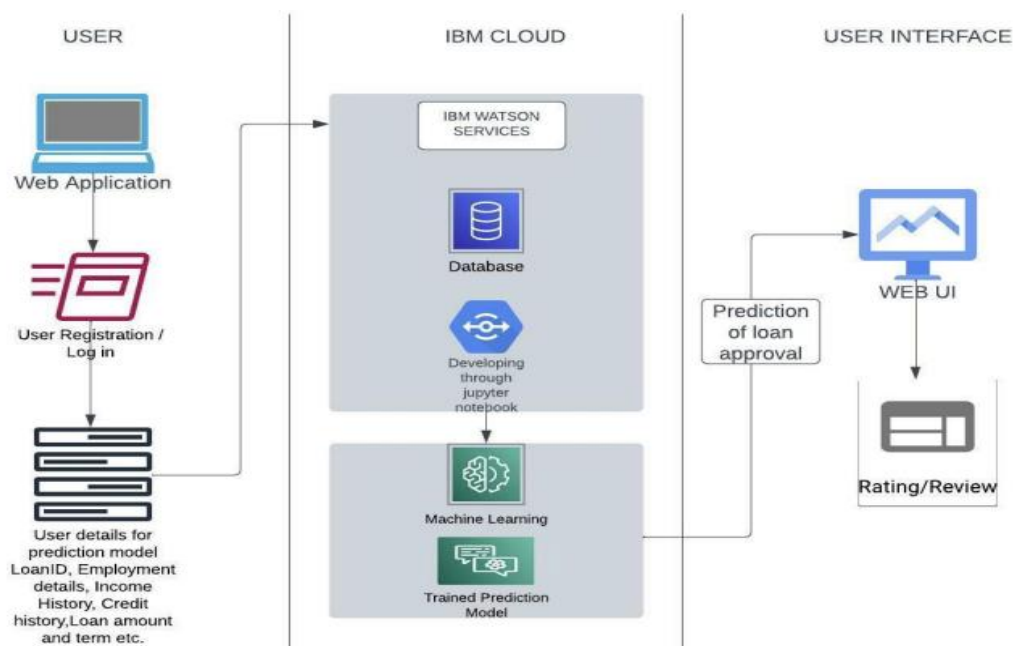 USER
Web Application
User Registration /
Log in
User details for
prediction model
LoanID, Employment
details, Income
History, Credit
history,Loan amount
and term etc.
IBM CLOUD
IBM WATSON
SERVICES
Database
Developing
through
jupyter
notebook
Machine Learning
Trained Prediction
Model
USER INTERFACE
Prediction
of loan
approval
WEB UI
Rating/Review